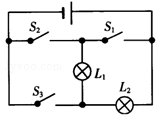 S₂ S₁
L₁
S₃ L₂